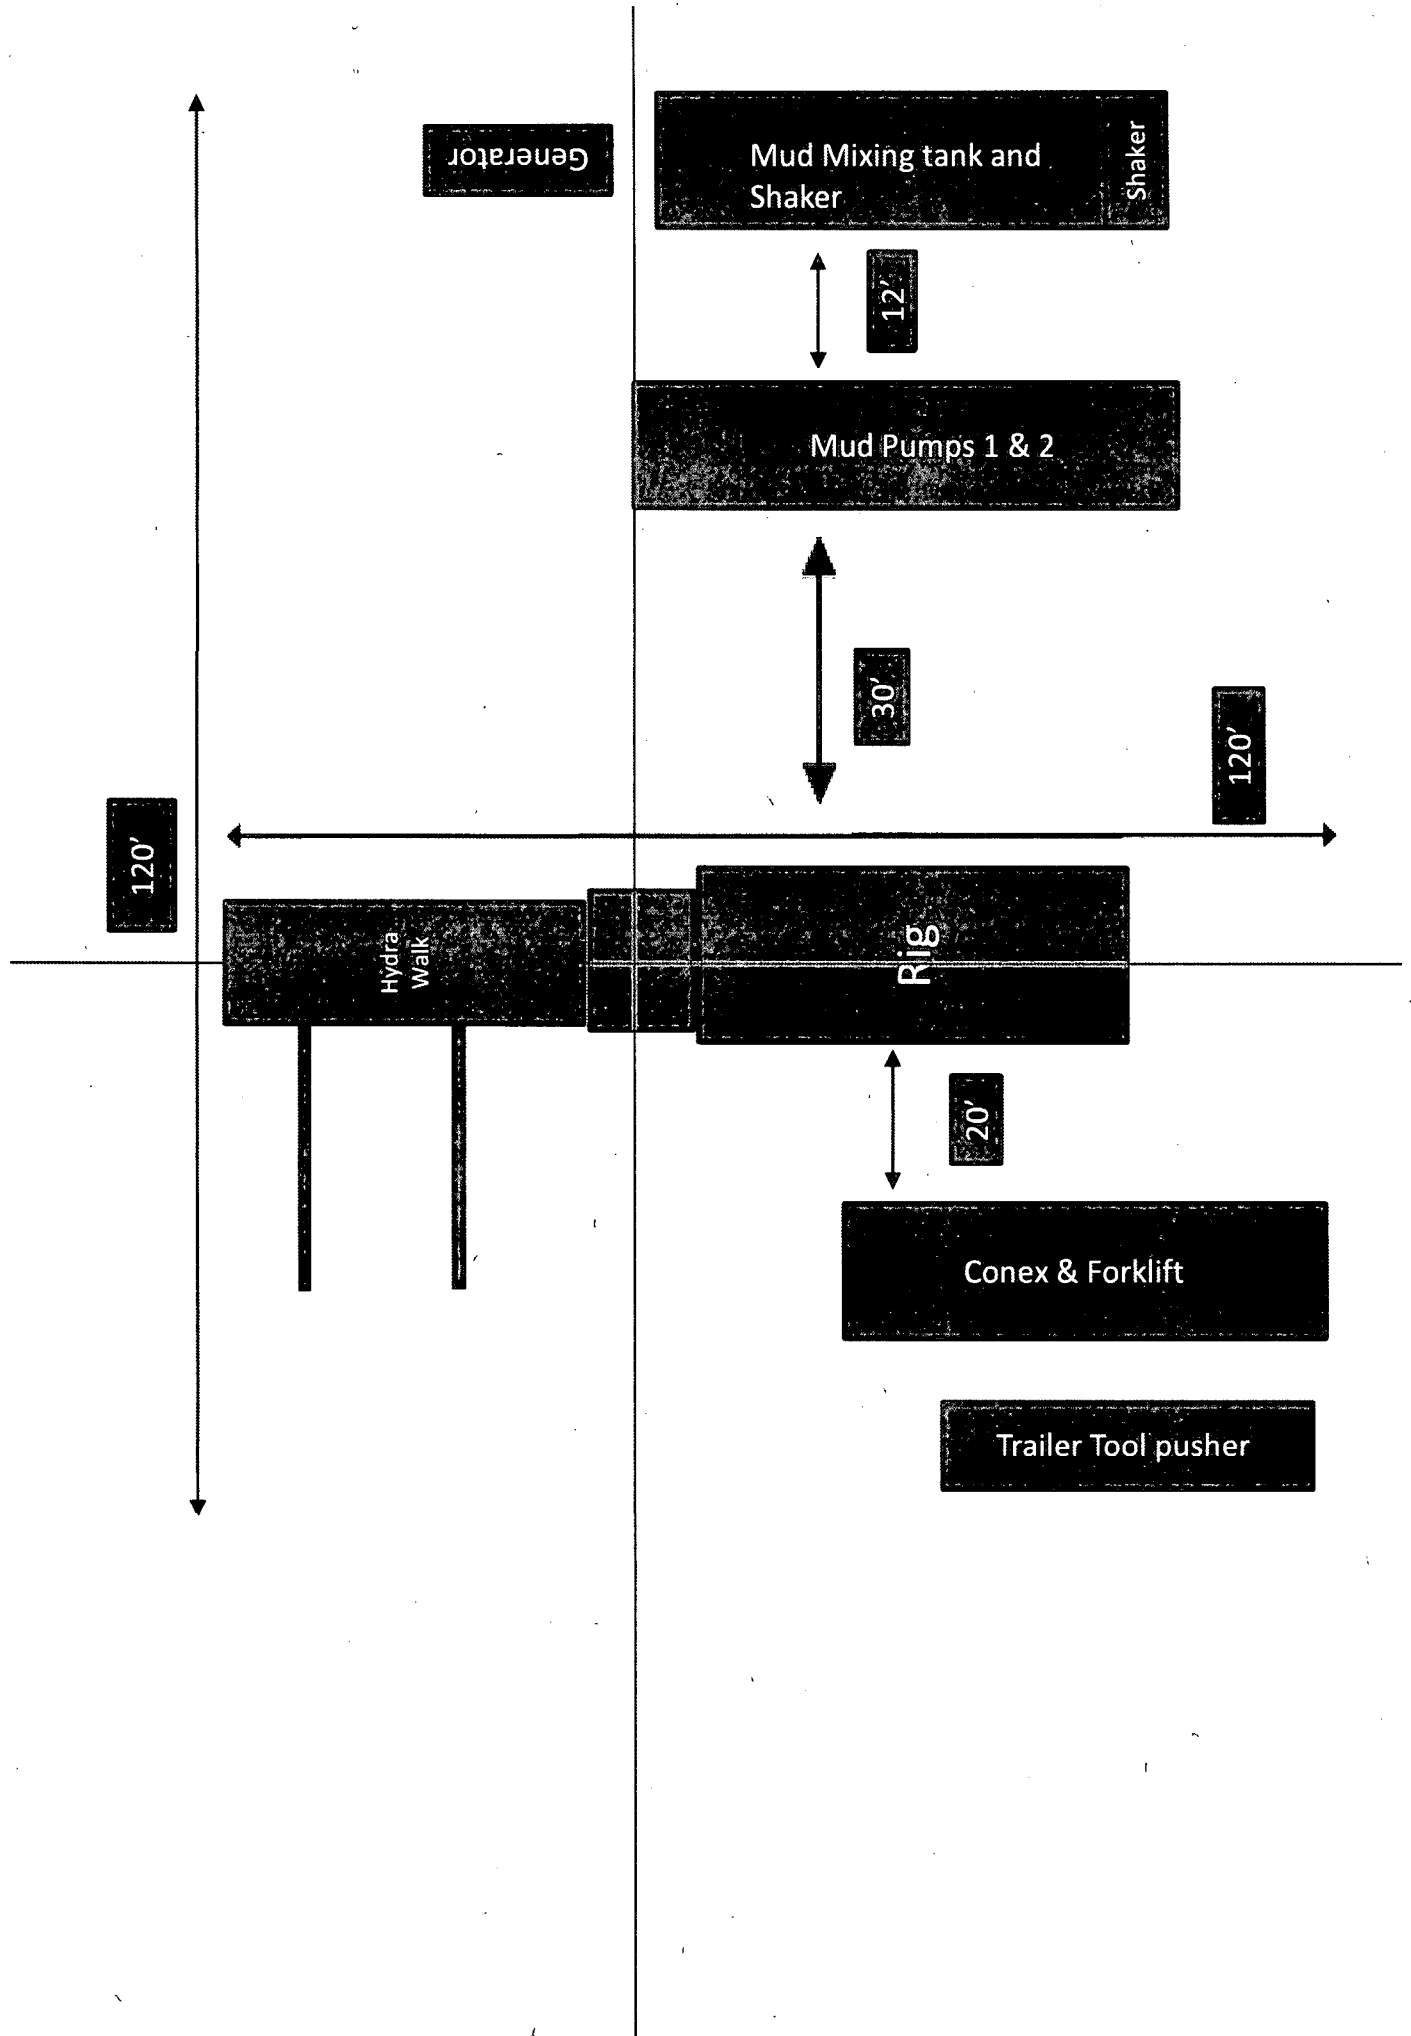 Generator
Mud Mixing tank and
Shaker
Shaker
12'
Mud Pumps 1 & 2
30'
120'
120'
Hydra
Walk
Rig
20'
Conex & Forklift
Trailer Tool pusher